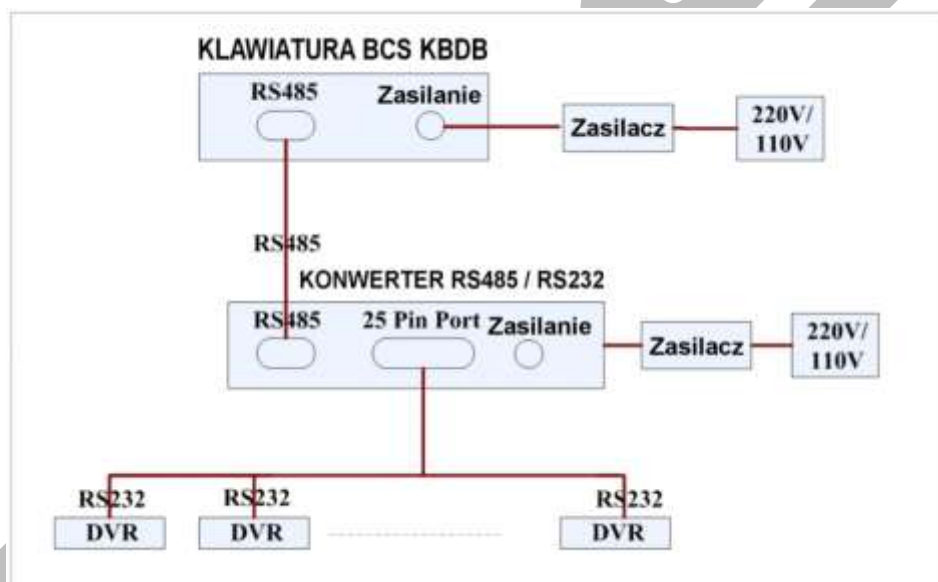 KLAWIATURA BCS KBDB
RS485
Zasilanie
Zasilacz
220V/
110V
RS485
KONWERTER RS485 / RS232
RS485
25 Pin Port
Zasilanie
Zasilacz
220V/
110V
RS232
RS232
RS232
DVR
DVR
DVR